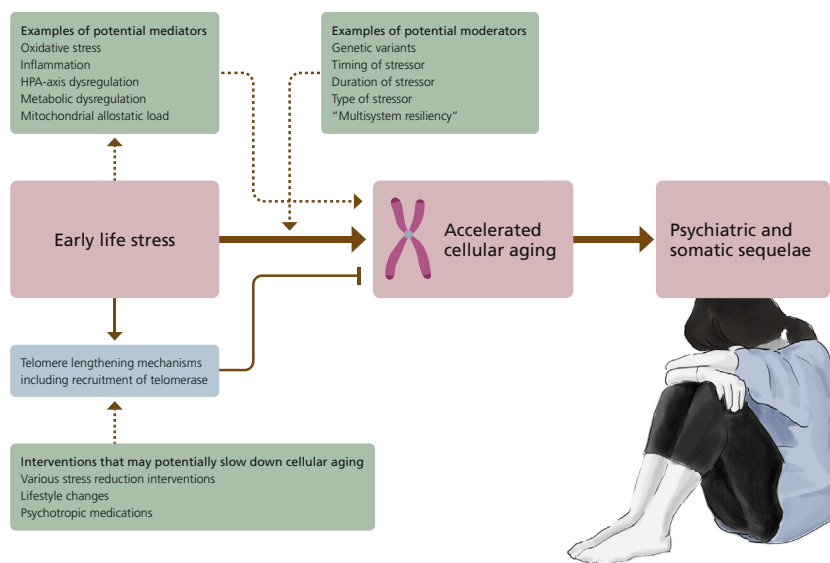 Examples of potential mediators
Oxidative stress
Inflammation
HPA-axis dysregulation
Metabolic dysregulation
Mitochondrial allostatic load
Examples of potential moderators
Genetic variants
Timing of stressor
Duration of stressor
Type of stressor
“Multisystem resiliency”
Early life stress
Accelerated
cellular aging
Psychiatric and
somatic sequelae
Telomere lengthening mechanisms
including recruitment of telomerase
Interventions that may potentially slow down cellular aging
Various stress reduction interventions
Lifestyle changes
Psychotropic medications